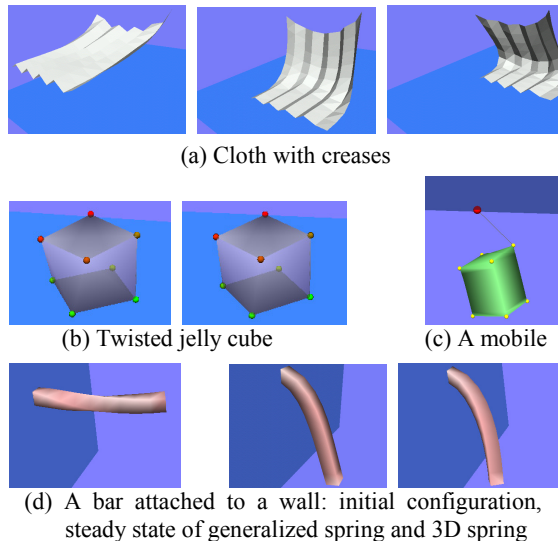 (a) Cloth with creases
(b) Twisted jelly cube
(c) A mobile
(d) A bar attached to a wall: initial configuration,
steady state of generalized spring and 3D spring